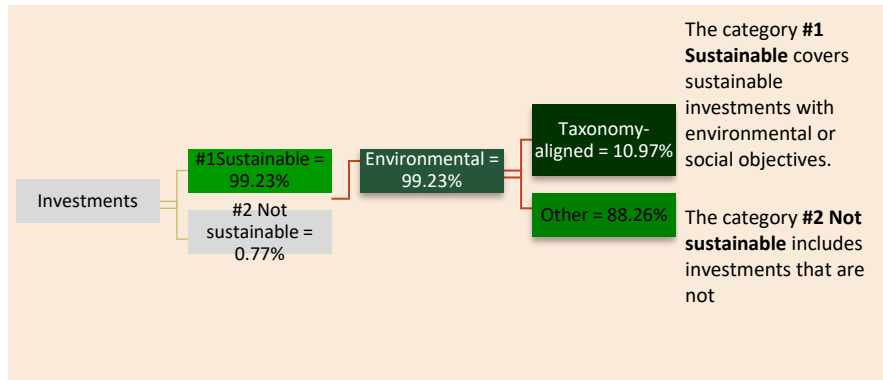 Investments
#1Sustainable =
99.23%
#2 Not
sustainable =
0.77%
Environmental =
99.23%
Taxonomy-
aligned = 10.97%
Other = 88.26%
The category #1
Sustainable covers
sustainable
investments with
environmental or
social objectives.
The category #2 Not
sustainable includes
investments that are
not